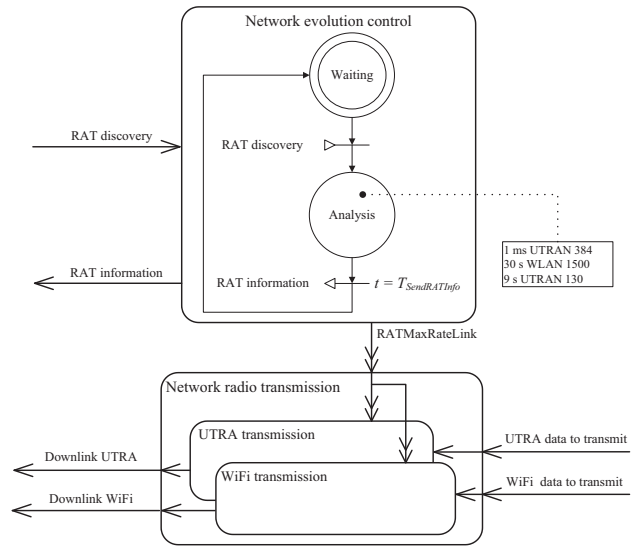 Network evolution control
Waiting
RAT discovery
RAT discovery
Analysis
1 ms UTRAN 384
30 s WLAN 1500
9 s UTRAN 130
RAT information
RAT information
t = T_SendRATInfo
RATMaxRateLink
Network radio transmission
UTRA transmission
UTRA data to transmit
Downlink UTRA
WiFi transmission
WiFi data to transmit
Downlink WiFi